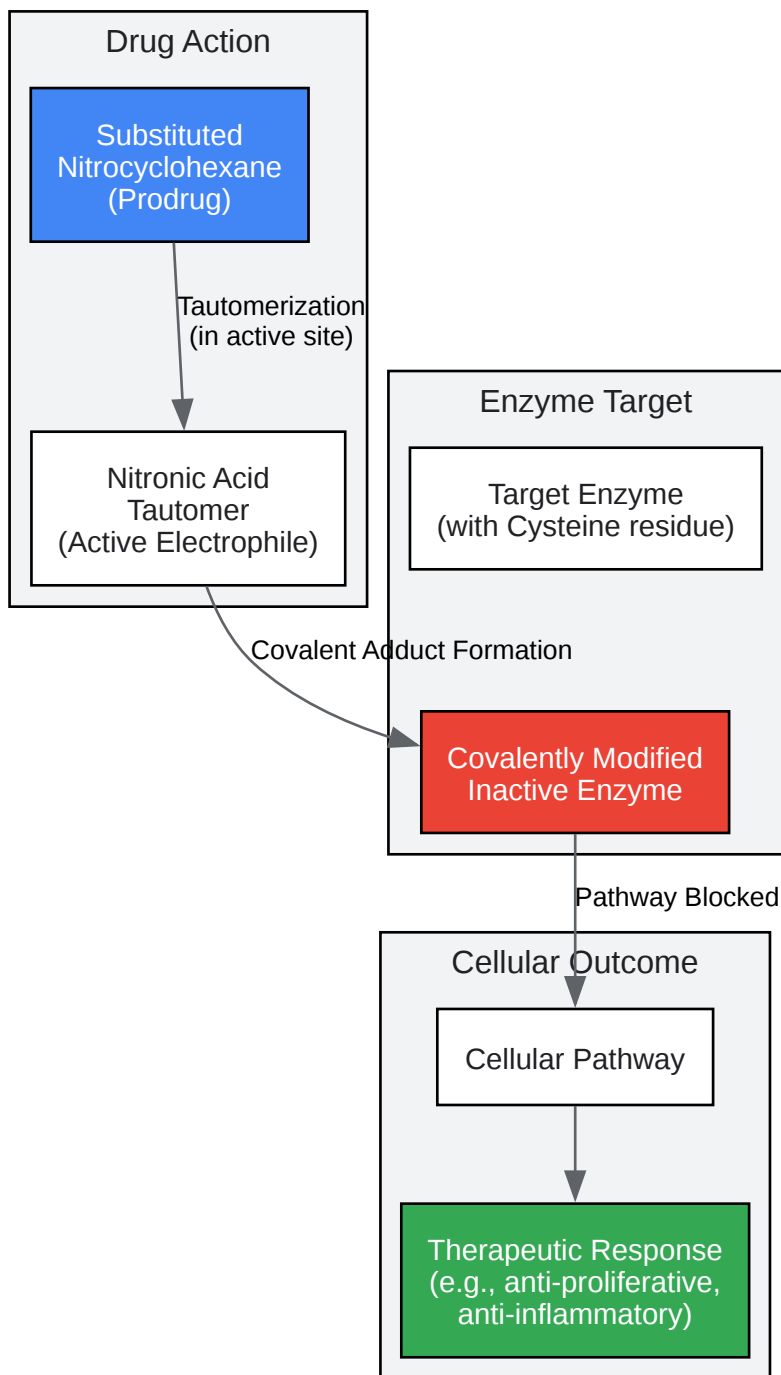 Drug Action
Substituted
Nitrocyclohexane
(Prodrug)
Tautomerization
(in active site)
Nitronic Acid
Tautomer
(Active Electrophile)
Enzyme Target
Target Enzyme
(with Cysteine residue)
Covalent Adduct Formation
Covalently Modified
Inactive Enzyme
Pathway Blocked
Cellular Outcome
Cellular Pathway
Therapeutic Response
(e.g., anti-proliferative,
anti-inflammatory)